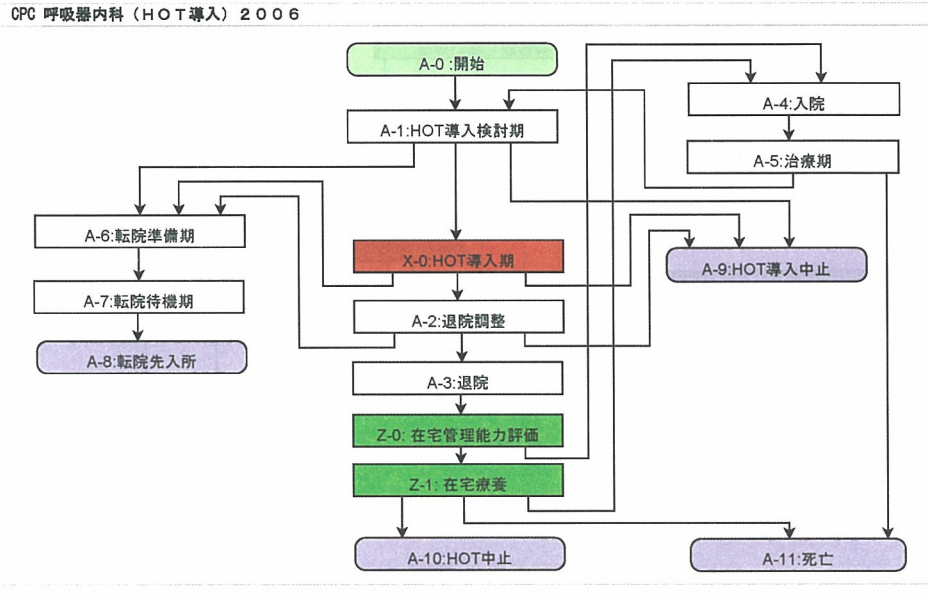 CPC 呼吸器内科（ＨＯＴ導入）２００６
A-0 :開始
A-1:HOT導入検討期
A-4:入院
A-5:治療期
A-6:転院準備期
X-0:HOT導入期
A-9:HOT導入中止
A-7:転院待機期
A-2:退院調整
A-8:転院先入所
A-3:退院
Z-0: 在宅管理能力評価
Z-1: 在宅療養
A-10:HOT中止
A-11:死亡